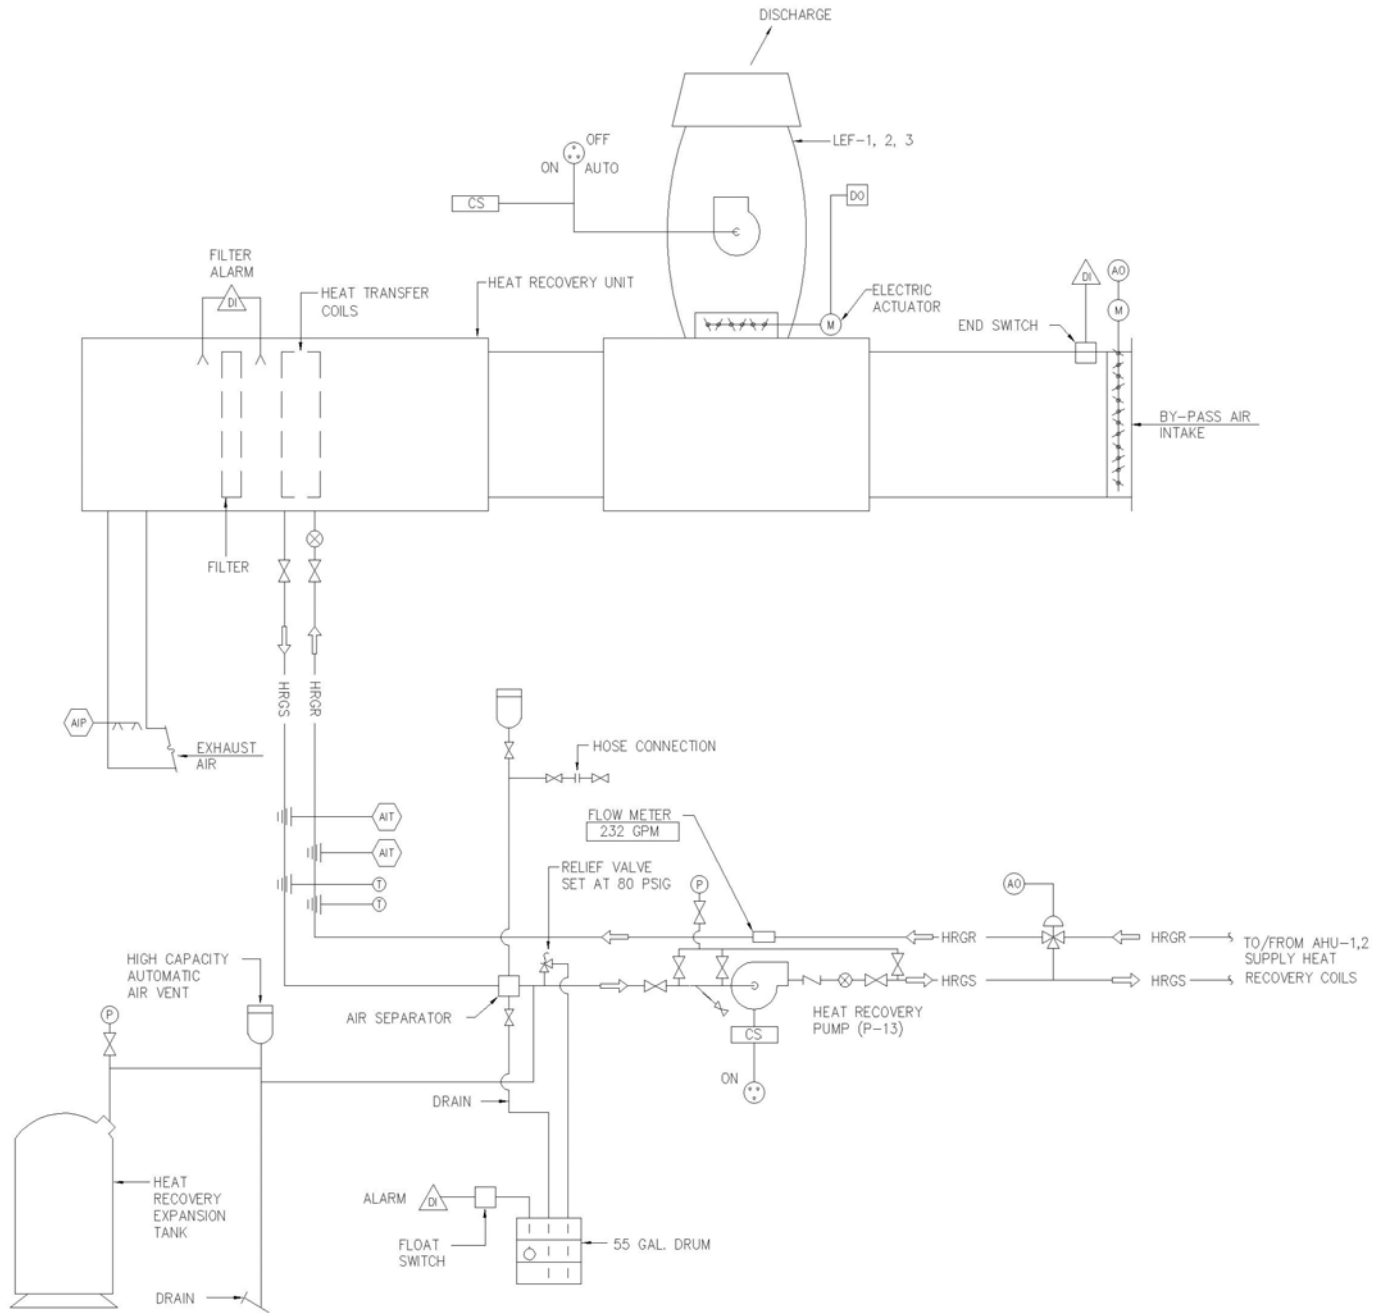 DISCHARGE
LEF-1, 2, 3
OFF
ON
AUTO
CS
DO
FILTER
ALARM
DI
HEAT TRANSFER
COILS
HEAT RECOVERY UNIT
ELECTRIC
ACTUATOR
M
DI
AO
M
END SWITCH
BY-PASS AIR
INTAKE
FILTER
HRGS
HRGR
AIP
EXHAUST
AIR
HOSE CONNECTION
AIT
AIT
T
T
FLOW METER
232 GPM
RELIEF VALVE
SET AT 80 PSIG
P
AO
HRGR
HRGR
TO/FROM AHU-1,2
SUPPLY HEAT
RECOVERY COILS
HRGS
HRGS
HIGH CAPACITY
AUTOMATIC
AIR VENT
P
AIR SEPARATOR
HEAT RECOVERY
PUMP (P-13)
CS
ON
DRAIN
HEAT
RECOVERY
EXPANSION
TANK
ALARM
DI
FLOAT
SWITCH
55 GAL. DRUM
DRAIN